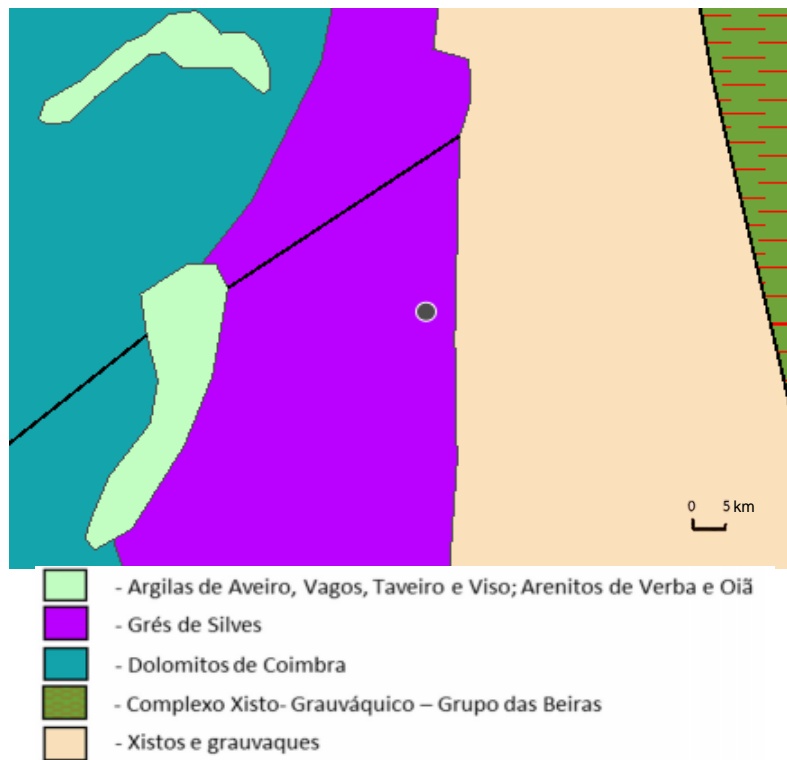 0 5 km
- Argilas de Aveiro, Vagos, Taveiro e Viso; Arenitos de Verba e Oiã
- Grés de Silves
- Dolomitos de Coimbra
- Complexo Xisto- Grauváquico – Grupo das Beiras
- Xistos e grauvaques